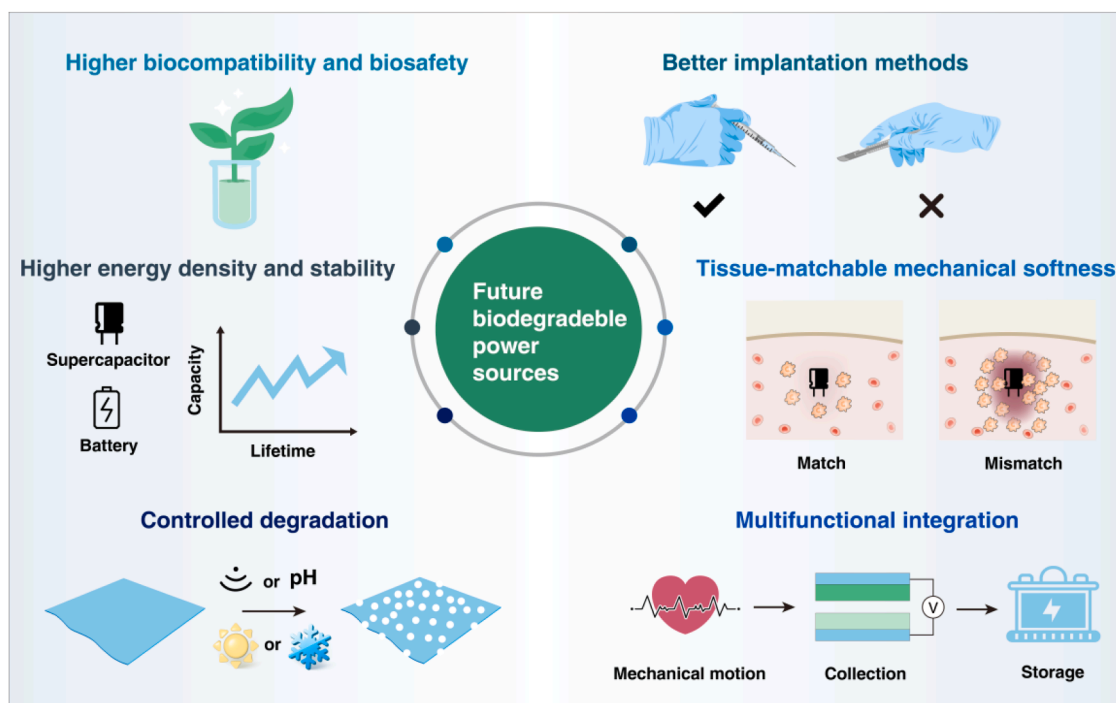 Higher biocompatibility and biosafety
Better implantation methods
Higher energy density and stability
Supercapacitor
Battery
Capacity
Lifetime
Future
biodegradeble
power
sources
Tissue-matchable mechanical softness
Match
Mismatch
Controlled degradation
or pH
or
Multifunctional integration
V
Mechanical motion
Collection
Storage